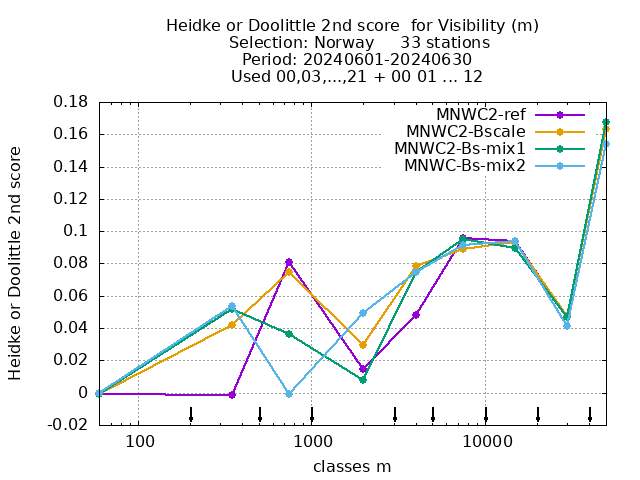 Heidke or Doolittle 2nd score  for Visibility (m)
Selection: Norway     33 stations
Period: 20240601-20240630
Used 00,03,...,21 + 00 01 ... 12
Heidke or Doolittle 2nd score
0.18
0.16
0.14
0.12
0.1
0.08
0.06
0.04
0.02
0
-0.02
MNWC2-ref
MNWC2-Bscale
MNWC2-Bs-mix1
MNWC-Bs-mix2
100 1000 10000
classes m